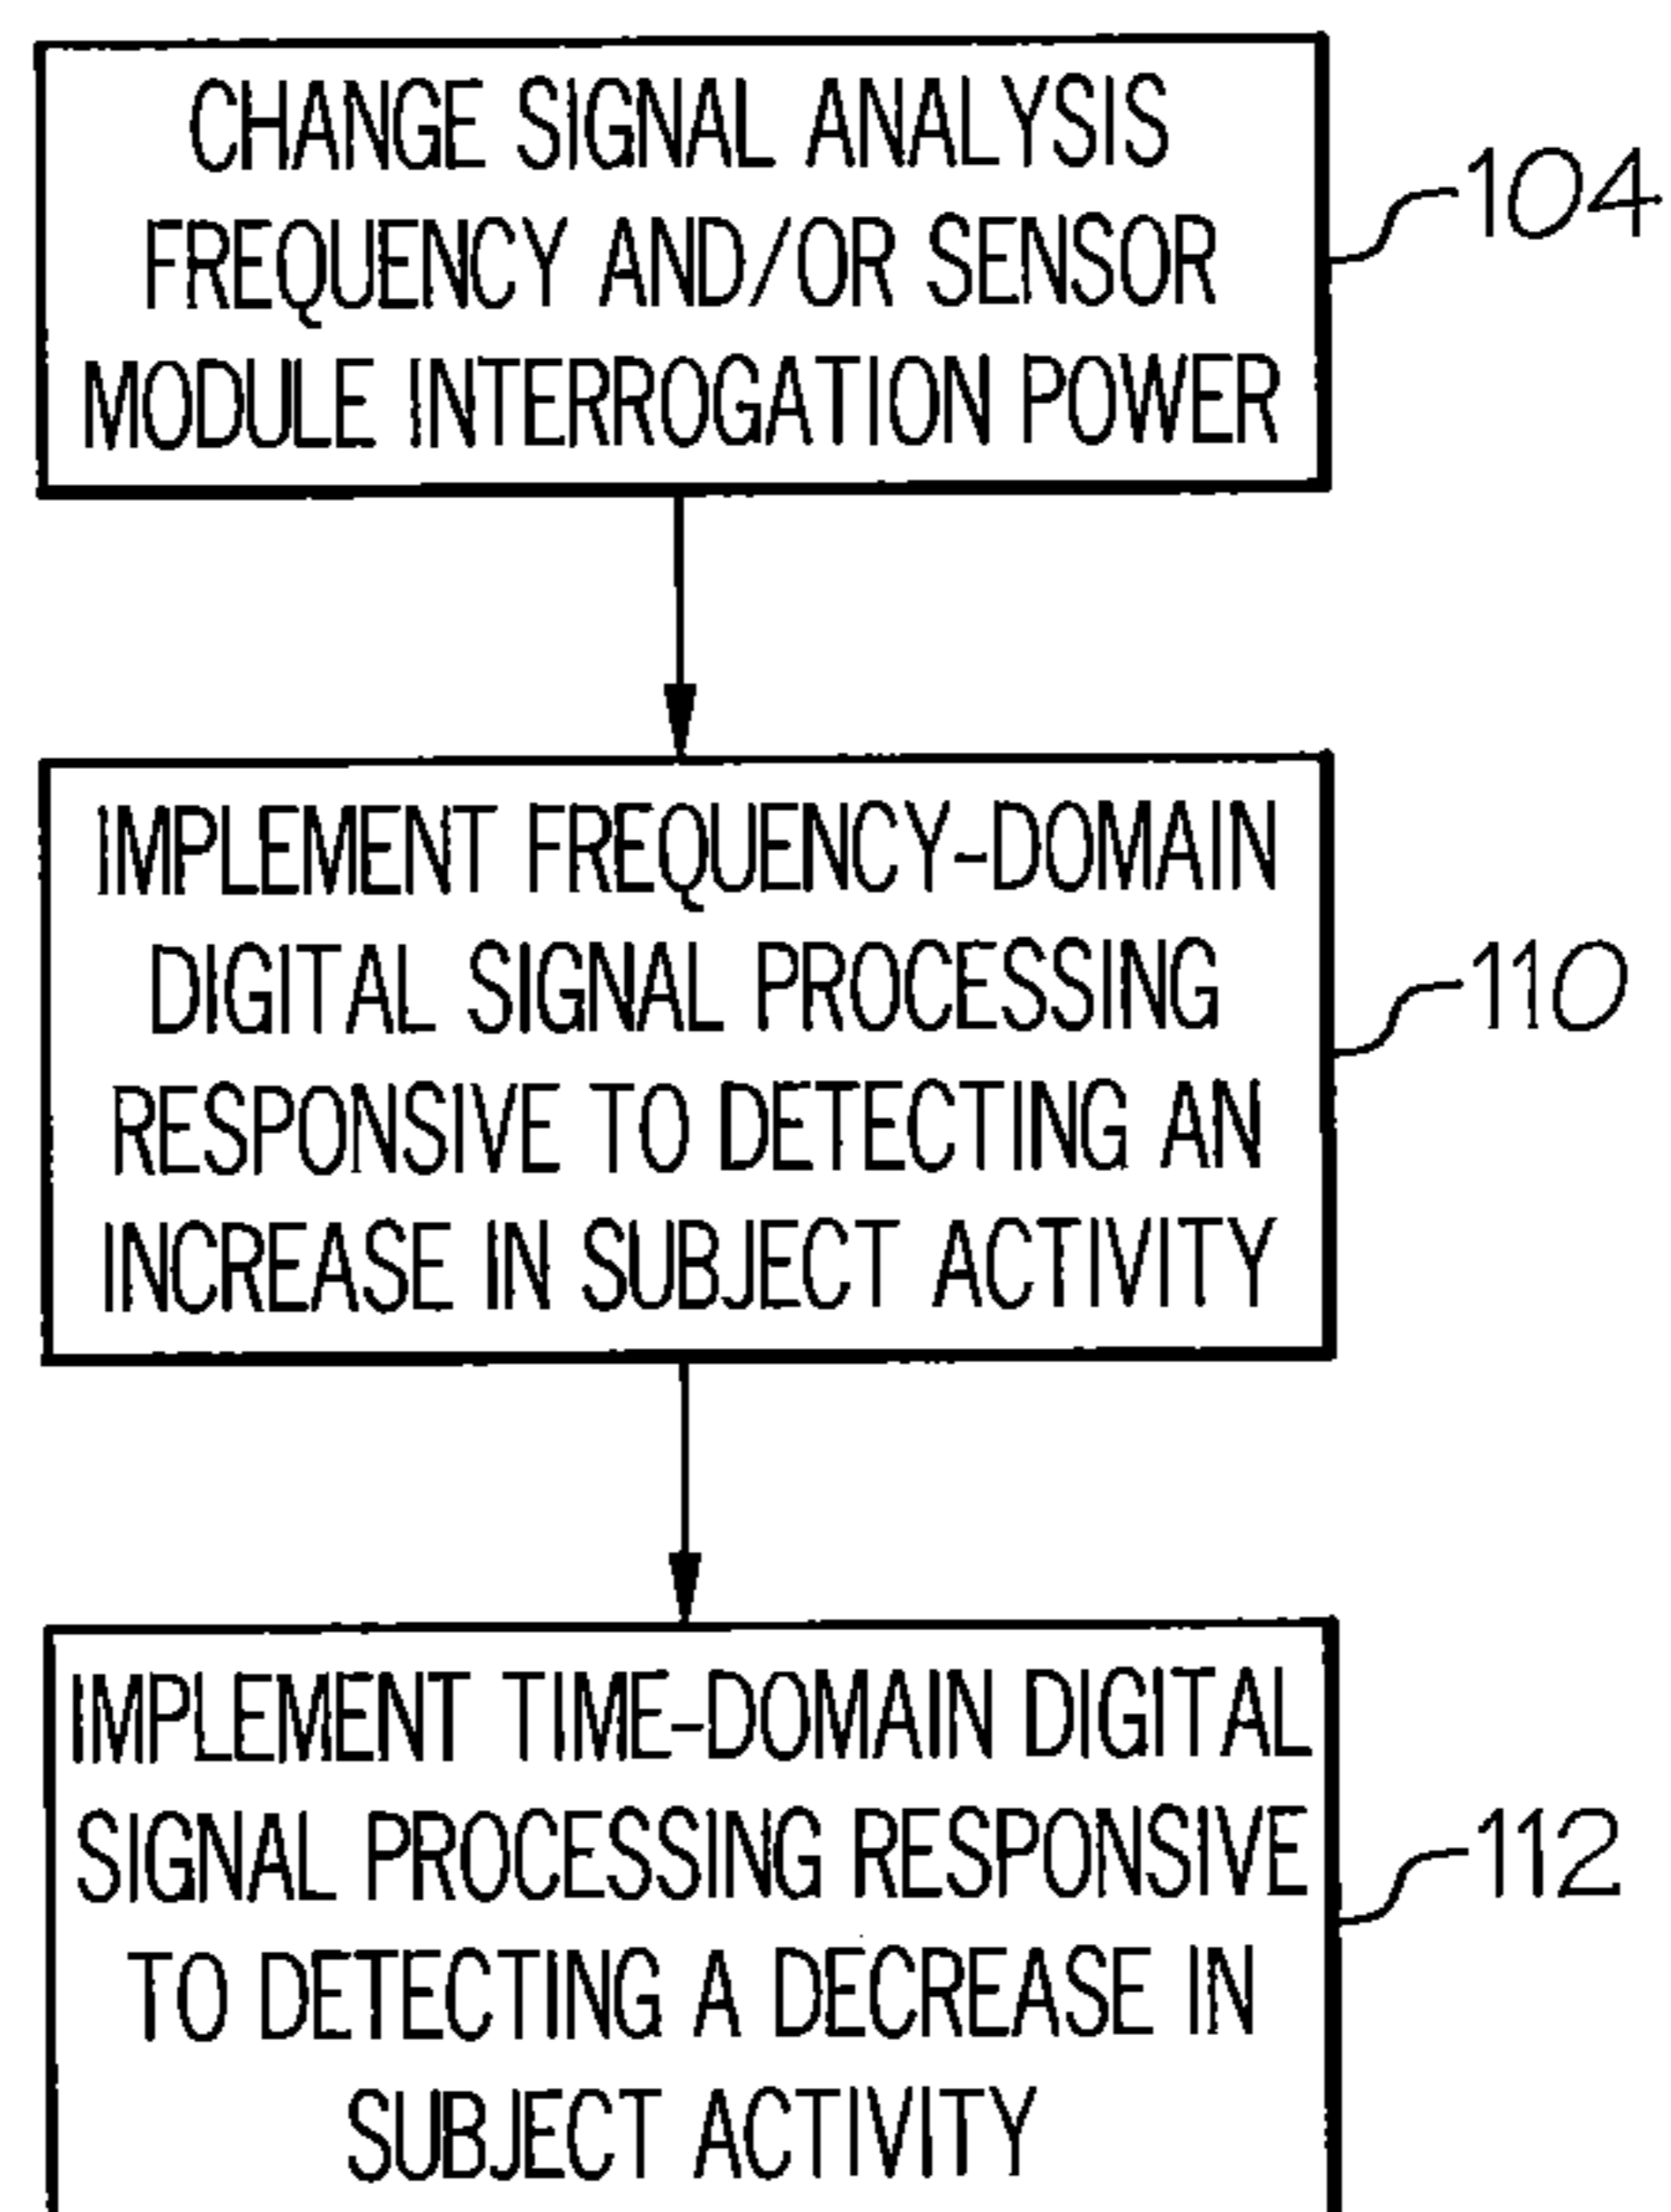 CHANGE SIGNAL ANALYSIS
FREQUENCY AND/OR SENSOR
MODULE INTERROGATION POWER
104
IMPLEMENT FREQUENCY-DOMAIN
DIGITAL SIGNAL PROCESSING
RESPONSIVE TO DETECTING AN
INCREASE IN SUBJECT ACTIVITY
110
IMPLEMENT TIME-DOMAIN DIGITAL
SIGNAL PROCESSING RESPONSIVE
TO DETECTING A DECREASE IN
SUBJECT ACTIVITY
112